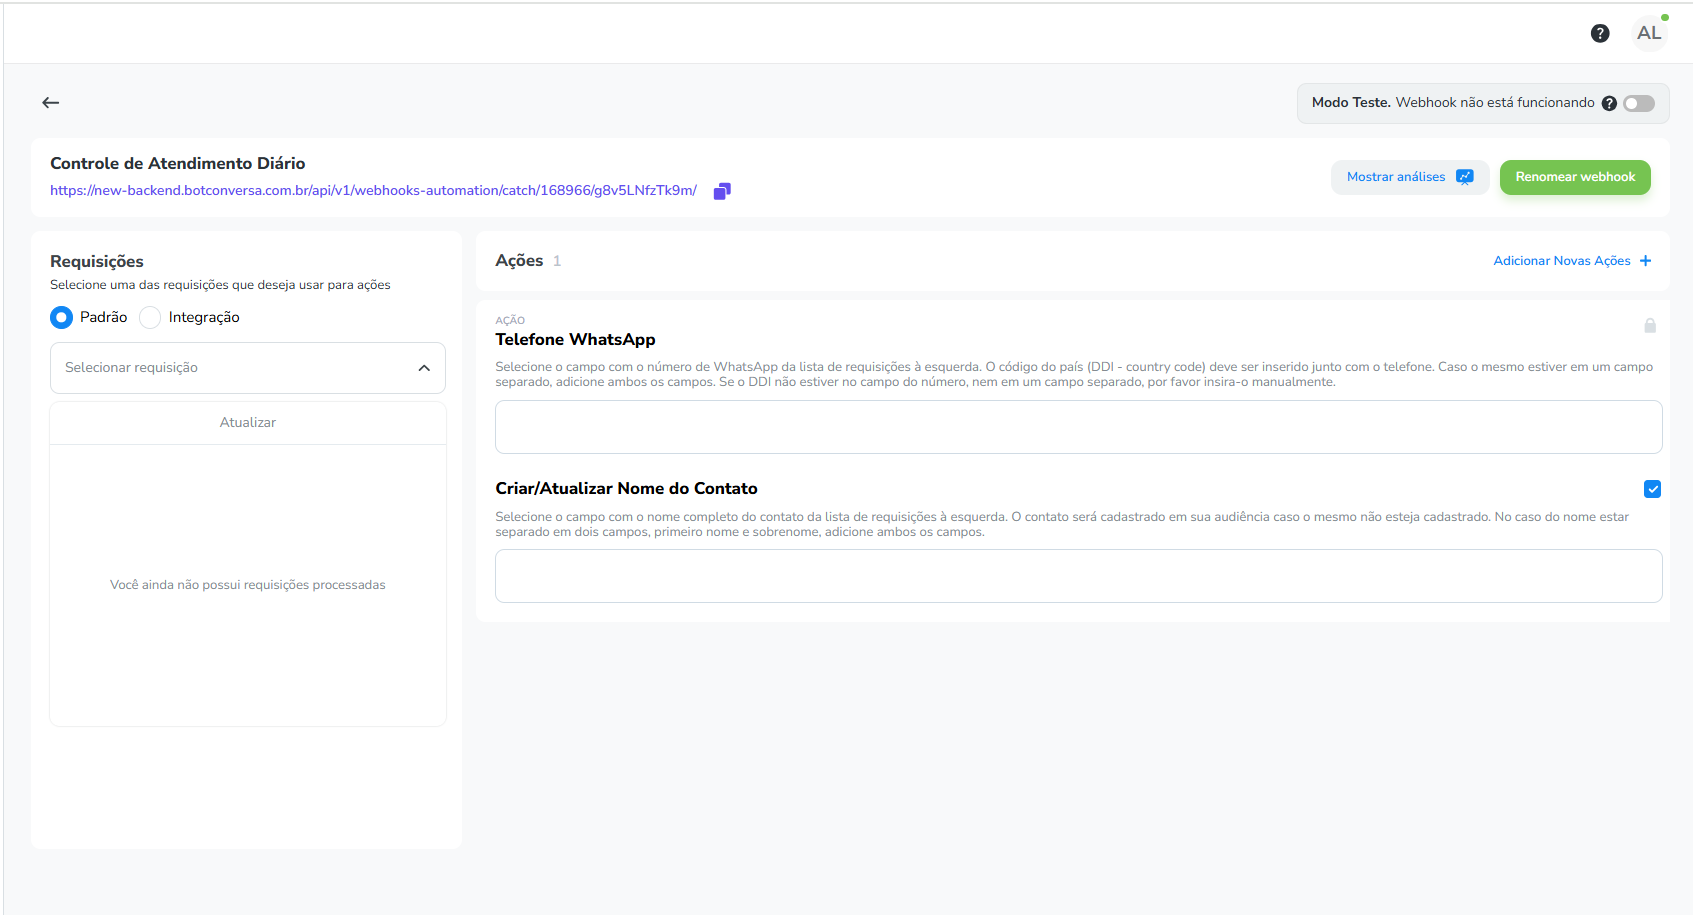 AL
Modo Teste. Webhook não está funcionando
Controle de Atendimento Diário
https://new-backend.botconversa.com.br/api/v1/webhooks-automation/catch/168966/g8v5LNfzTk9m/
Mostrar análises
Renomear webhook
Requisições
Selecione uma das requisições que deseja usar para ações
Padrão
Integração
Selecionar requisição
Atualizar
Você ainda não possui requisições processadas
Ações 1
Adicionar Novas Ações +
AÇÃO
Telefone WhatsApp
Selecione o campo com o número de WhatsApp da lista de requisições à esquerda. O código do país (DDI - country code) deve ser inserido junto com o telefone. Caso o mesmo estiver em um campo
separado, adicione ambos os campos. Se o DDI não estiver no campo do número, nem em um campo separado, por favor insira-o manualmente.
Criar/Atualizar Nome do Contato
Selecione o campo com o nome completo do contato da lista de requisições à esquerda. O contato será cadastrado em sua audiência caso o mesmo não esteja cadastrado. No caso do nome estar
separado em dois campos, primeiro nome e sobrenome, adicione ambos os campos.